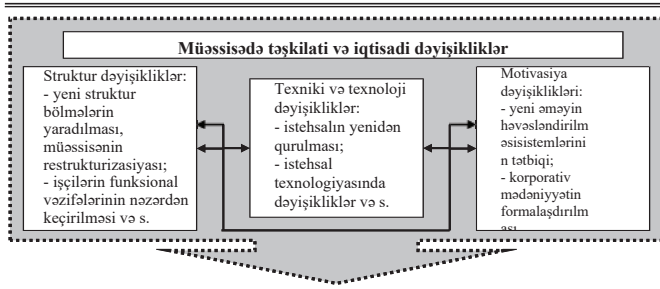 Müəssisədə təşkilati və iqtisadi dəyişikliklər
Struktur dəyişikliklər:
- yeni struktur
bölmələrin
yaradılması,
müəssisənin
restrukturizasiyası;
- işçilərin funksional
vəzifələrinin nəzərdən
keçirilməsi və s.
Texniki və texnoloji
dəyişikliklər:
- istehsalın yenidən
qurulması;
- istehsal
texnologiyasında
dəyişikliklər və s.
Motivasiya
dəyişiklikləri:
- yeni əməyin
həvəsləndirilm
əsisistemlərini
n tətbiqi;
- korporativ
mədəniyyətin
formalaşdırılm
ası